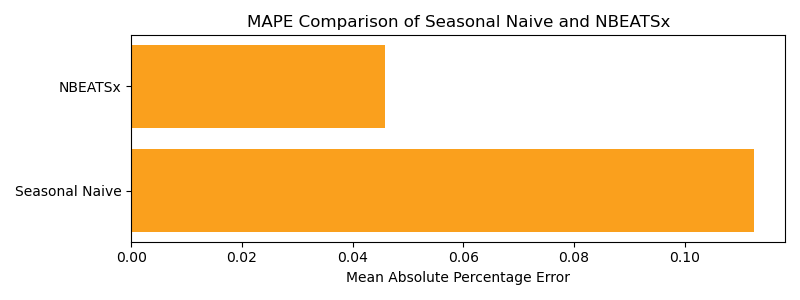 MAPE Comparison of Seasonal Naive and NBEATSx
NBEATSx
Seasonal Naive
0.00 0.02 0.04 0.06 0.08 0.10
Mean Absolute Percentage Error